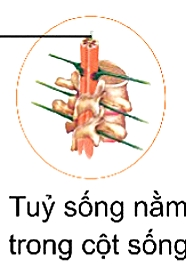 Tuỷ sống nằm
trong cột sống